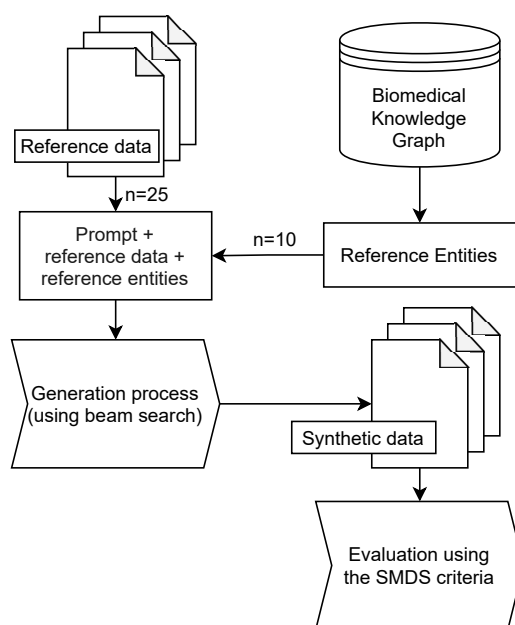 Reference data
n=25
Biomedical
Knowledge
Graph
Prompt +
reference data +
reference entities
n=10
Reference Entities
Generation process
(using beam search)
Synthetic data
Evaluation using
the SMDS criteria